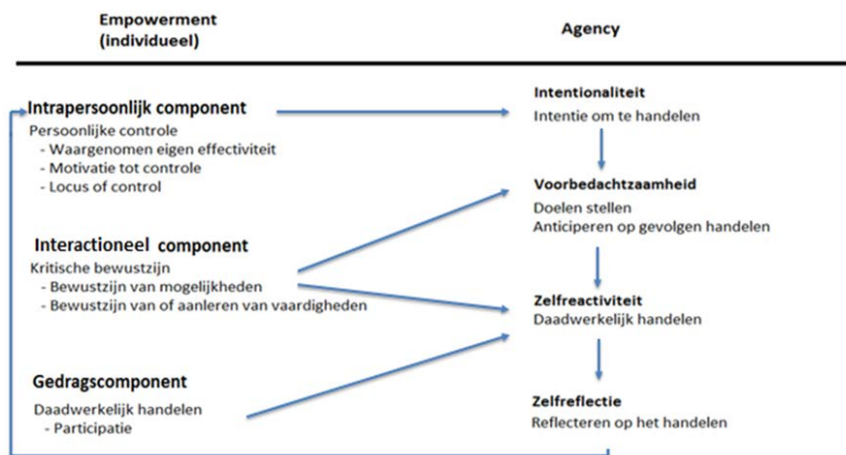 Empowerment
(individueel)
Agency
Intrapersoonlijk component
Persoonlijke controle
- Waargenomen eigen effectiviteit
- Motivatie tot controle
- Locus of control
Interactioneel component
Kritische bewustzijn
- Bewustzijn van mogelijkheden
- Bewustzijn van of aanleren van vaardigheden
Gedragscomponent
Daadwerkelijk handelen
- Participatie
Intentionaliteit
Intentie om te handelen
Voorbedachtzaamheid
Doelen stellen
Anticiperen op gevolgen handelen
Zelfreactiviteit
Daadwerkelijk handelen
Zelfreflectie
Reflecteren op het handelen